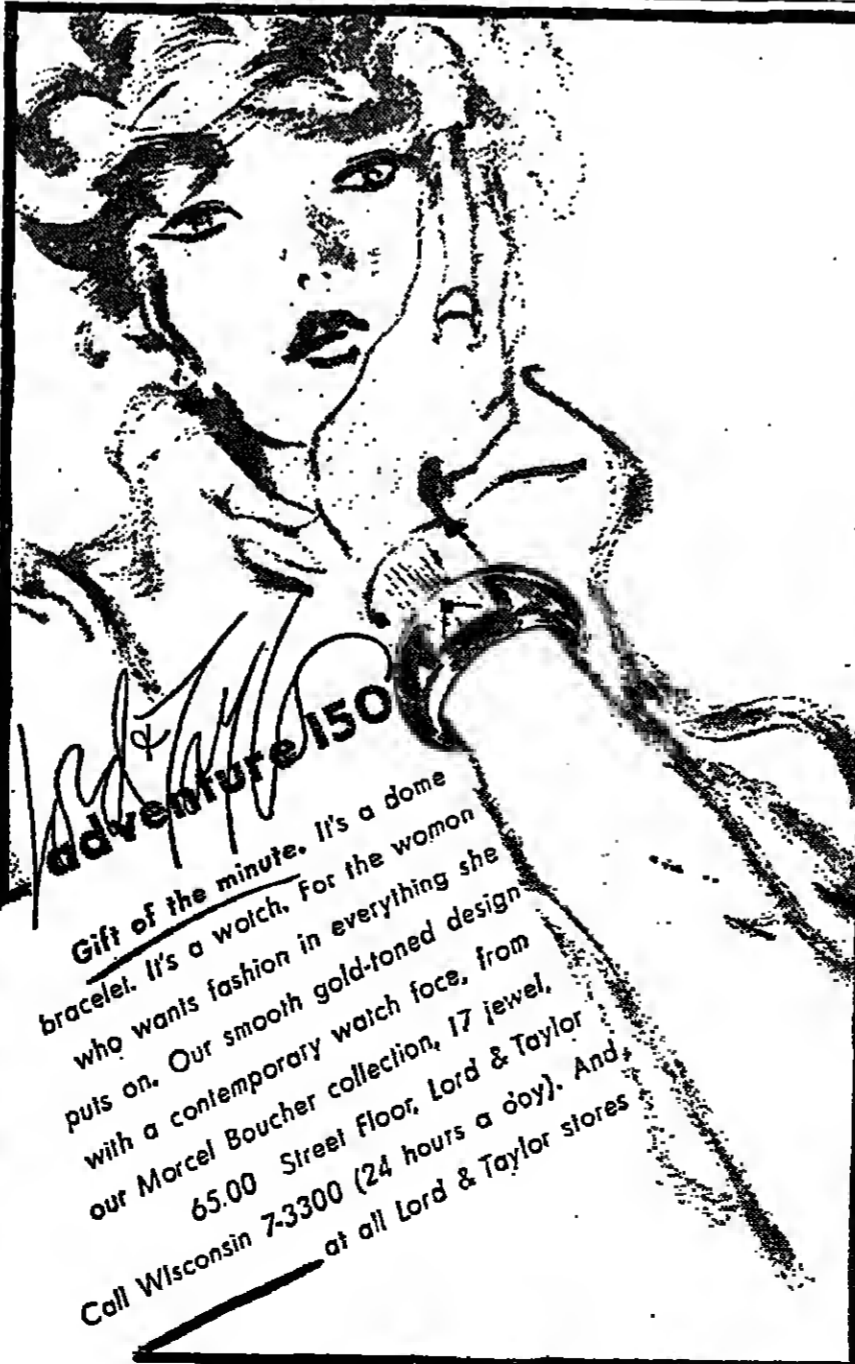 Lord & Taylor
adventure 150
Gift of the minute. It's a dome
bracelet. It's a watch. For the woman
who wants fashion in everything she
puts on. Our smooth gold-toned design
with a contemporary watch face, from
our Marcel Boucher collection, 17 jewel,
65.00 Street Floor, Lord & Taylor
Call WIsconsin 7-3300 (24 hours a day). And
at all Lord & Taylor stores